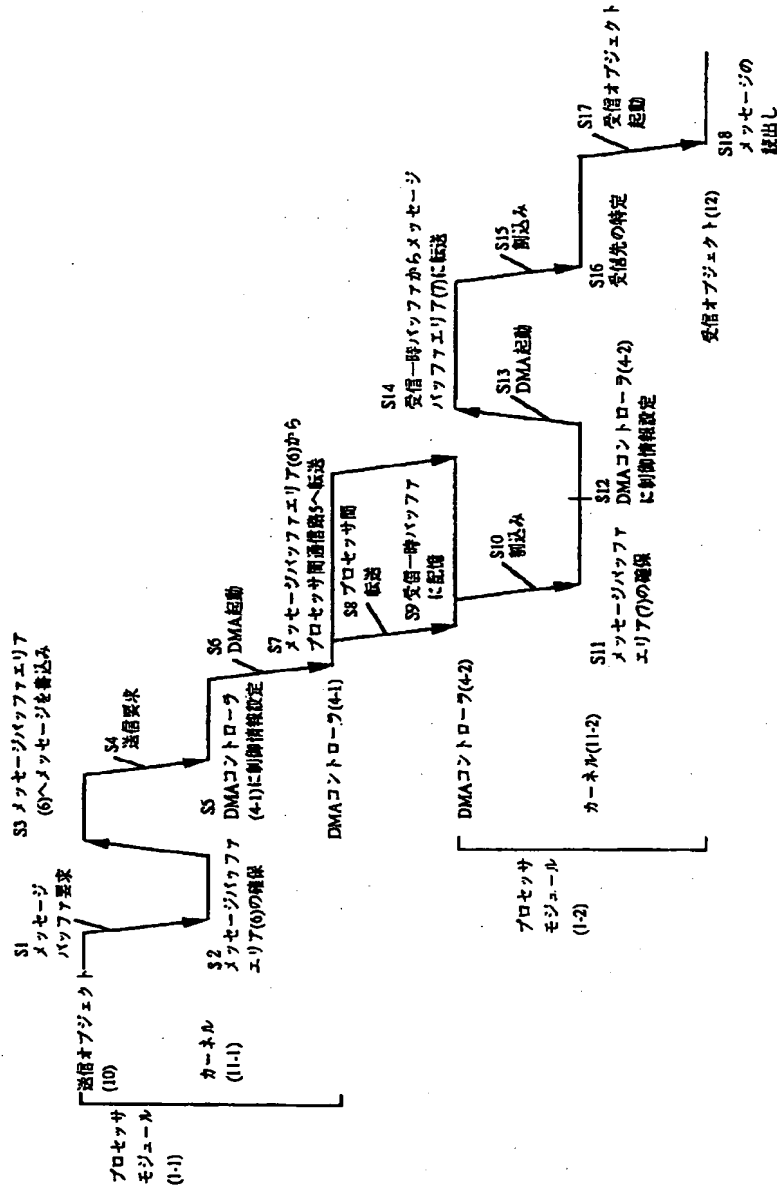 プロセッサ
モジュール
(1-1)
送信オブジェクト
(10)
カーネル
(11-1)
DMAコントローラ(4-1)
S1
メッセージ
バッファ要求
S2
メッセージバッファ
エリア(6)の確保
S3 メッセージバッファエリア
(6)へメッセージを書込み
S4
送信要求
S5
DMAコントローラ
(4-1)に制御情報設定
S6
DMA起動
S7
メッセージバッファエリア(6)から
プロセッサ間通信路5へ転送
S8 プロセッサ間
転送
S9 受信一時バッファ
に記憶
プロセッサ
モジュール
(1-2)
DMAコントローラ(4-2)
カーネル(11-2)
受信オブジェクト(12)
S10
割込み
S11
メッセージバッファ
エリア(7)の確保
S12
DMAコントローラ(4-2)
に制御情報設定
S13
DMA起動
S14
受信一時バッファからメッセージ
バッファエリア(7)に転送
S15
割込み
S16
受信先の特定
S17
受信オブジェクト
起動
S18
メッセージの
読出し